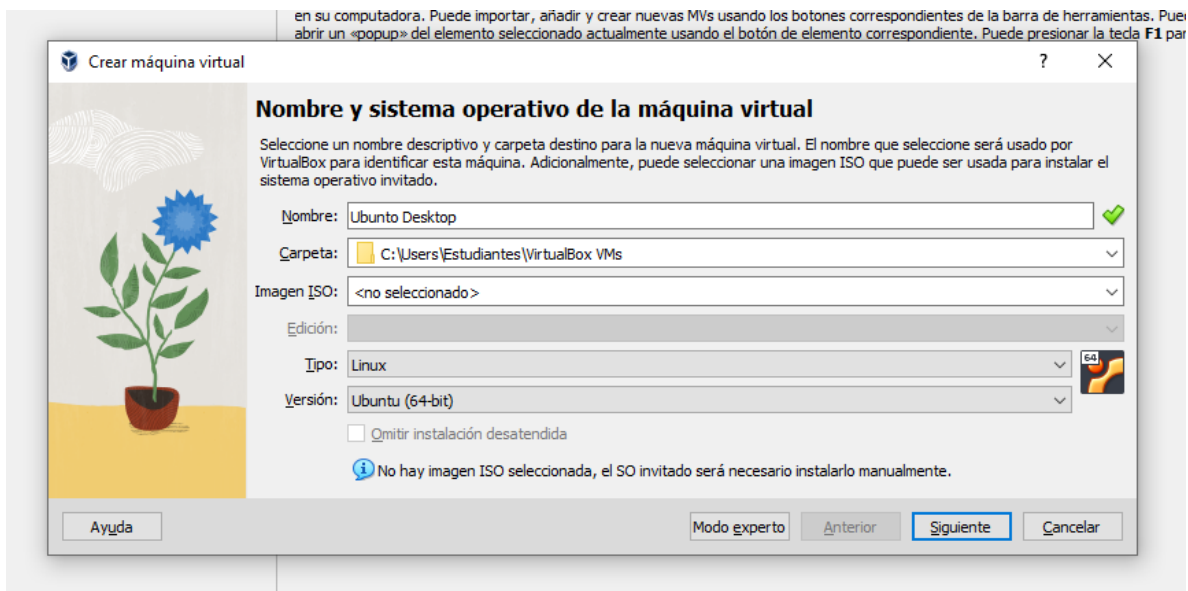 en su computadora. Puede importar, añadir y crear nuevas MVs usando los botones correspondientes de la barra de herramientas.
abrir un «popup» del elemento seleccionado actualmente usando el botón de elemento correspondiente. Puede presionar la tecla F1
Crear máquina virtual
?
Nombre y sistema operativo de la máquina virtual
Seleccione un nombre descriptivo y carpeta destino para la nueva máquina virtual. El nombre que seleccione será usado por
VirtualBox para identificar esta máquina. Adicionalmente, puede seleccionar una imagen ISO que puede ser usada para instalar el
sistema operativo invitado.
Nombre: Ubunto Desktop
Carpeta: C:\Users\Estudiantes\VirtualBox VMs
Imagen ISO: <no seleccionado>
Edición:
Tipo: Linux
64
Versión: Ubuntu (64-bit)
Omitir instalación desatendida
No hay imagen ISO seleccionada, el SO invitado será necesario instalarlo manualmente.
Ayuda Modo experto Anterior Siguiente Cancelar